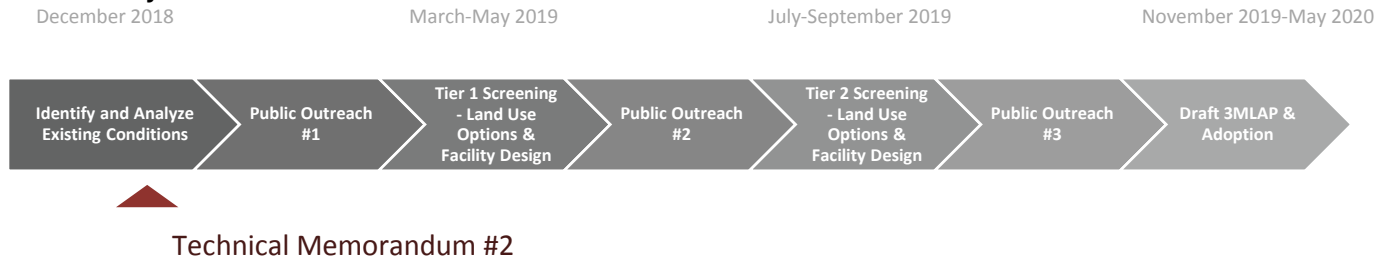 December 2018
March-May 2019
July-September 2019
November 2019-May 2020
Identify and Analyze
Existing Conditions
Public Outreach
#1
Tier 1 Screening
- Land Use
Options &
Facility Design
Public Outreach
#2
Tier 2 Screening
- Land Use
Options &
Facility Design
Public Outreach
#3
Draft 3MLAP &
Adoption
Technical Memorandum #2